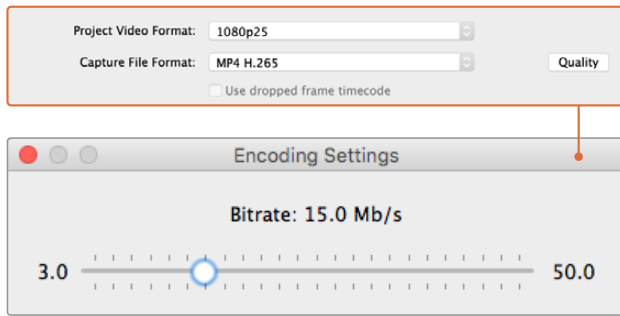 Project Video Format: 1080p25
Capture File Format: MP4 H.265 Quality
Use dropped frame timecode
Encoding Settings
Bitrate: 15.0 Mb/s
3.0 50.0